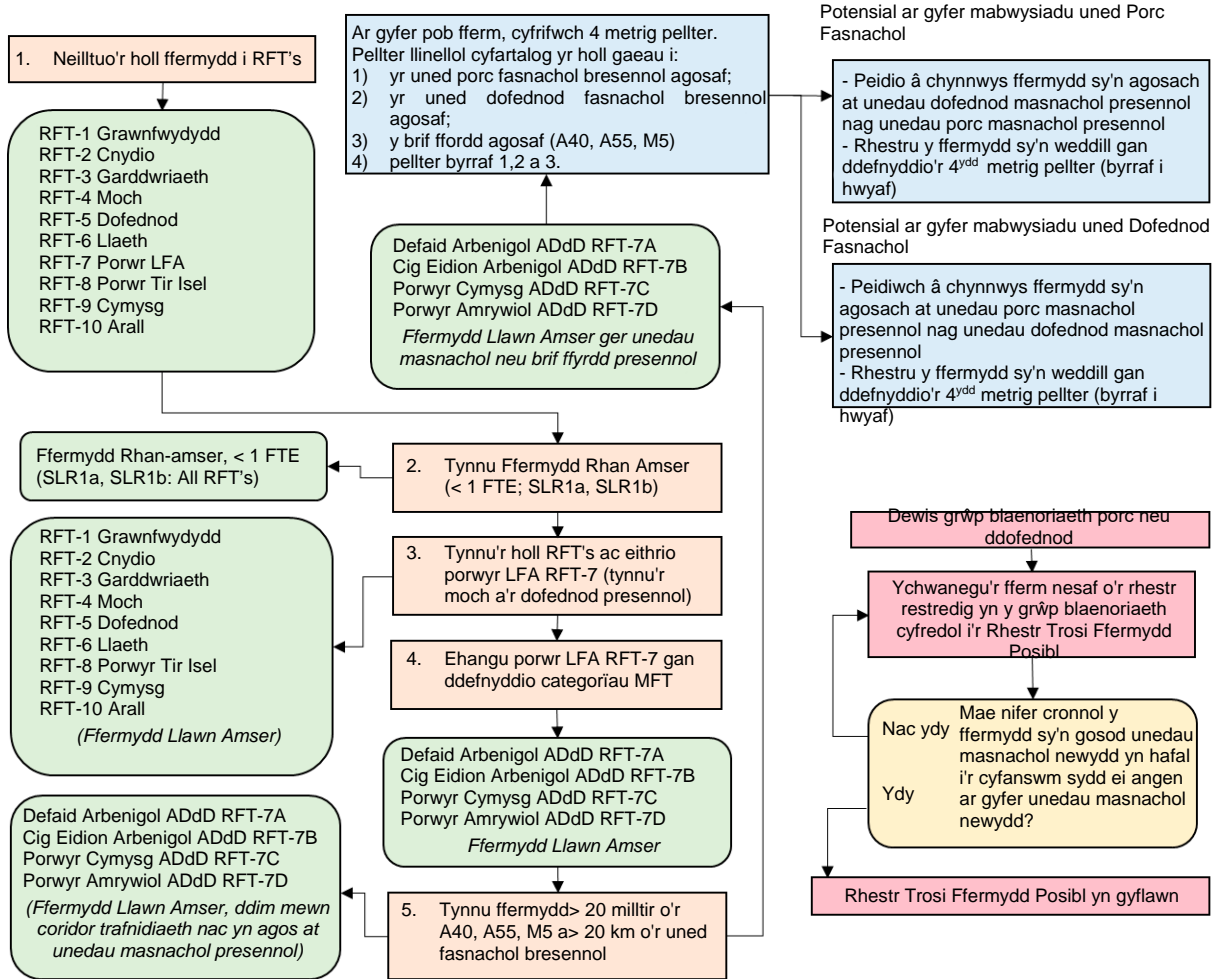 1. Neilltuo'r holl ffermydd i RFT's
RFT-1 Grawnfwydydd
RFT-2 Cnydio
RFT-3 Garddwriaeth
RFT-4 Moch
RFT-5 Dofednod
RFT-6 Llaeth
RFT-7 Porwr LFA
RFT-8 Porwr Tir Isel
RFT-9 Cymysg
RFT-10 Arall
Ffermydd Rhan-amser, < 1 FTE
(SLR1a, SLR1b: All RFT's)
2. Tynnu Ffermydd Rhan Amser
(< 1 FTE; SLR1a, SLR1b)
3. Tynnu'r holl RFT's ac eithrio
porwyr LFA RFT-7 (tynnu'r
moch a'r dofednod presennol)
RFT-1 Grawnfwydydd
RFT-2 Cnydio
RFT-3 Garddwriaeth
RFT-4 Moch
RFT-5 Dofednod
RFT-6 Llaeth
RFT-8 Porwyr Tir Isel
RFT-9 Cymysg
RFT-10 Arall
(Ffermydd Llawn Amser)
4. Ehangu porwr LFA RFT-7 gan
ddefnyddio categorïau MFT
Defaid Arbenigol ADdD RFT-7A
Cig Eidion Arbenigol ADdD RFT-7B
Porwyr Cymysg ADdD RFT-7C
Porwyr Amrywiol ADdD RFT-7D
Ffermydd Llawn Amser
5. Tynnu ffermydd> 20 milltir o'r
A40, A55, M5 a> 20 km o'r uned
fasnachol bresennol
Defaid Arbenigol ADdD RFT-7A
Cig Eidion Arbenigol ADdD RFT-7B
Porwyr Cymysg ADdD RFT-7C
Porwyr Amrywiol ADdD RFT-7D
(Ffermydd Llawn Amser, ddim mewn
coridor trafnidiaeth nac yn agos at
unedau masnachol presennol)
Defaid Arbenigol ADdD RFT-7A
Cig Eidion Arbenigol ADdD RFT-7B
Porwyr Cymysg ADdD RFT-7C
Porwyr Amrywiol ADdD RFT-7D
Ffermydd Llawn Amser ger unedau
masnachol neu brif ffyrdd presennol
Ar gyfer pob fferm, cyfrifwch 4 metrig pellter.
Pellter llinellol cyfartalog yr holl gaeau i:
1) yr uned porc fasnachol bresennol agosaf;
2) yr uned dofednod fasnachol bresennol
agosaf;
3) y brif ffordd agosaf (A40, A55, M5)
4) pellter byrraf 1,2 a 3.
Potensial ar gyfer mabwysiadu uned Porc
Fasnachol
- Peidio â chynnwys ffermydd sy'n agosach
at unedau dofednod masnachol presennol
nag unedau porc masnachol presennol
- Rhestru y ffermydd sy'n weddill gan
ddefnyddio'r 4ydd metrig pellter (byrraf i
hwyaf)
Potensial ar gyfer mabwysiadu uned Dofednod
Fasnachol
- Peidiwch â chynnwys ffermydd sy'n
agosach at unedau porc masnachol
presennol nag unedau dofednod masnachol
presennol
- Rhestru y ffermydd sy'n weddill gan
ddefnyddio'r 4ydd metrig pellter (byrraf i
hwyaf)
Dewis grŵp blaenoriaeth porc neu
ddofednod
Ychwanegu'r fferm nesaf o'r rhestr
restredig yn y grŵp blaenoriaeth
cyfredol i'r Rhestr Trosi Ffermydd
Posibl
Nac ydy
Ydy
Mae nifer cronnol y
ffermydd sy'n gosod unedau
masnachol newydd yn hafal
i'r cyfanswm sydd ei angen
ar gyfer unedau masnachol
newydd?
Rhestr Trosi Ffermydd Posibl yn gyflawn